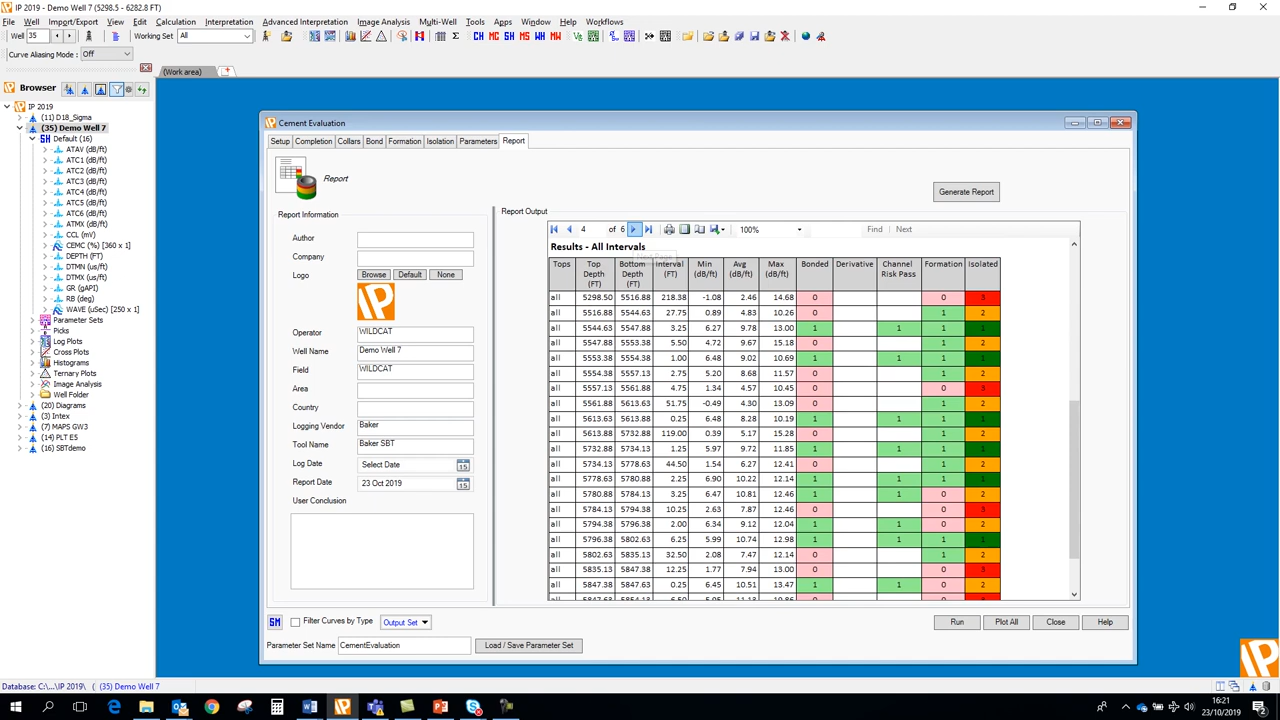 IP 2019 - Demo Well 7 (5298.5 - 6282.8 FT)
File Well Import/Export View Edit Calculation Interpretation Advanced Interpretation Image Analysis Multi-Well Tools Apps Window Help Workflows
Well 35 Working Set All CH MC SH MS WH MW
Curve Aliasing Mode : Off
(Work area)
Browser
IP 2019
(11) D18_Sigma
(35) Demo Well 7
SH Default (16)
ATAV (dB/ft)
ATC1 (dB/ft)
ATC2 (dB/ft)
ATC3 (dB/ft)
ATC4 (dB/ft)
ATC5 (dB/ft)
ATC6 (dB/ft)
ATMX (dB/ft)
CCL (mV)
CEMC (%) [360 x 1]
DEPTH (FT)
DTMN (us/ft)
DTMX (us/ft)
GR (gAPI)
RB (deg)
WAVE (uSec) [250 x 1]
Parameter Sets
Picks
Log Plots
Cross Plots
Histograms
Ternary Plots
Image Analysis
Well Folder
(20) Diagrams
(3) Intex
(7) MAPS GW3
(14) PLT E5
(16) SBTdemo
Cement Evaluation
Setup Completion Collars Bond Formation Isolation Parameters Report
Report
Generate Report
Report Information
Author
Company
Logo Browse Default None
Operator WILDCAT
Well Name Demo Well 7
Field WILDCAT
Area
Country
Logging Vendor Baker
Tool Name Baker SBT
Log Date Select Date 15
Report Date 23 Oct 2019 15
User Conclusion
Report Output
4 of 6 100% Find Next
Results - All Intervals
Tops Top Depth (FT) Bottom Depth (FT) Interval (FT) Min (dB/ft) Avg (dB/ft) Max (dB/ft) Bonded Derivative Channel Risk Pass Formation Isolated
all 5298.50 5516.88 218.38 -1.08 2.46 14.68 0 0 3
all 5516.88 5544.63 27.75 0.89 4.83 10.26 0 1 2
all 5544.63 5547.88 3.25 6.27 9.78 13.00 1 1 1 1
all 5547.88 5553.38 5.50 4.72 9.67 15.18 0 1 2
all 5553.38 5554.38 1.00 6.48 9.02 10.69 1 1 1 1
all 5554.38 5557.13 2.75 5.20 8.68 11.57 0 1 2
all 5557.13 5561.88 4.75 1.34 4.57 10.45 0 0 3
all 5561.88 5613.63 51.75 -0.49 4.30 13.09 0 1 2
all 5613.63 5613.88 0.25 6.48 8.28 10.19 1 1 1 1
all 5613.88 5732.88 119.00 0.39 5.17 15.28 0 1 2
all 5732.88 5734.13 1.25 5.97 9.72 11.85 1 1 1 1
all 5734.13 5778.63 44.50 1.54 6.27 12.41 0 1 2
all 5778.63 5780.88 2.25 6.90 10.22 12.14 1 1 1 1
all 5780.88 5784.13 3.25 6.47 10.81 12.46 1 1 0 2
all 5784.13 5794.38 10.25 2.63 7.87 12.41 0 0 3
all 5794.38 5796.38 2.00 6.34 9.12 12.04 1 1 0 2
all 5796.38 5802.63 6.25 5.99 10.74 12.98 1 1 1 1
all 5802.63 5835.13 32.50 2.08 7.47 12.14 0 1 2
all 5835.13 5847.38 12.25 1.77 7.94 13.00 0 0 3
all 5847.38 5847.63 0.25 6.45 10.51 13.47 1 1 0 2
SM Filter Curves by Type Output Set Run Plot All Close Help
Parameter Set Name CementEvaluation Load / Save Parameter Set
Database: C:\...\ IP 2019\ ( (35) Demo Well 7
16:21
23/10/2019